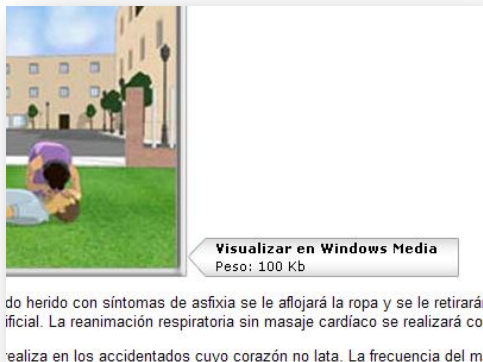 Visualizar en Windows Media
Peso: 100 Kb
do herido con síntomas de asfixia se le aflojará la ropa y se le retirará
ificial. La reanimación respiratoria sin masaje cardíaco se realizará co
ealiza en los accidentados cuyo corazón no lata. La frecuencia del m